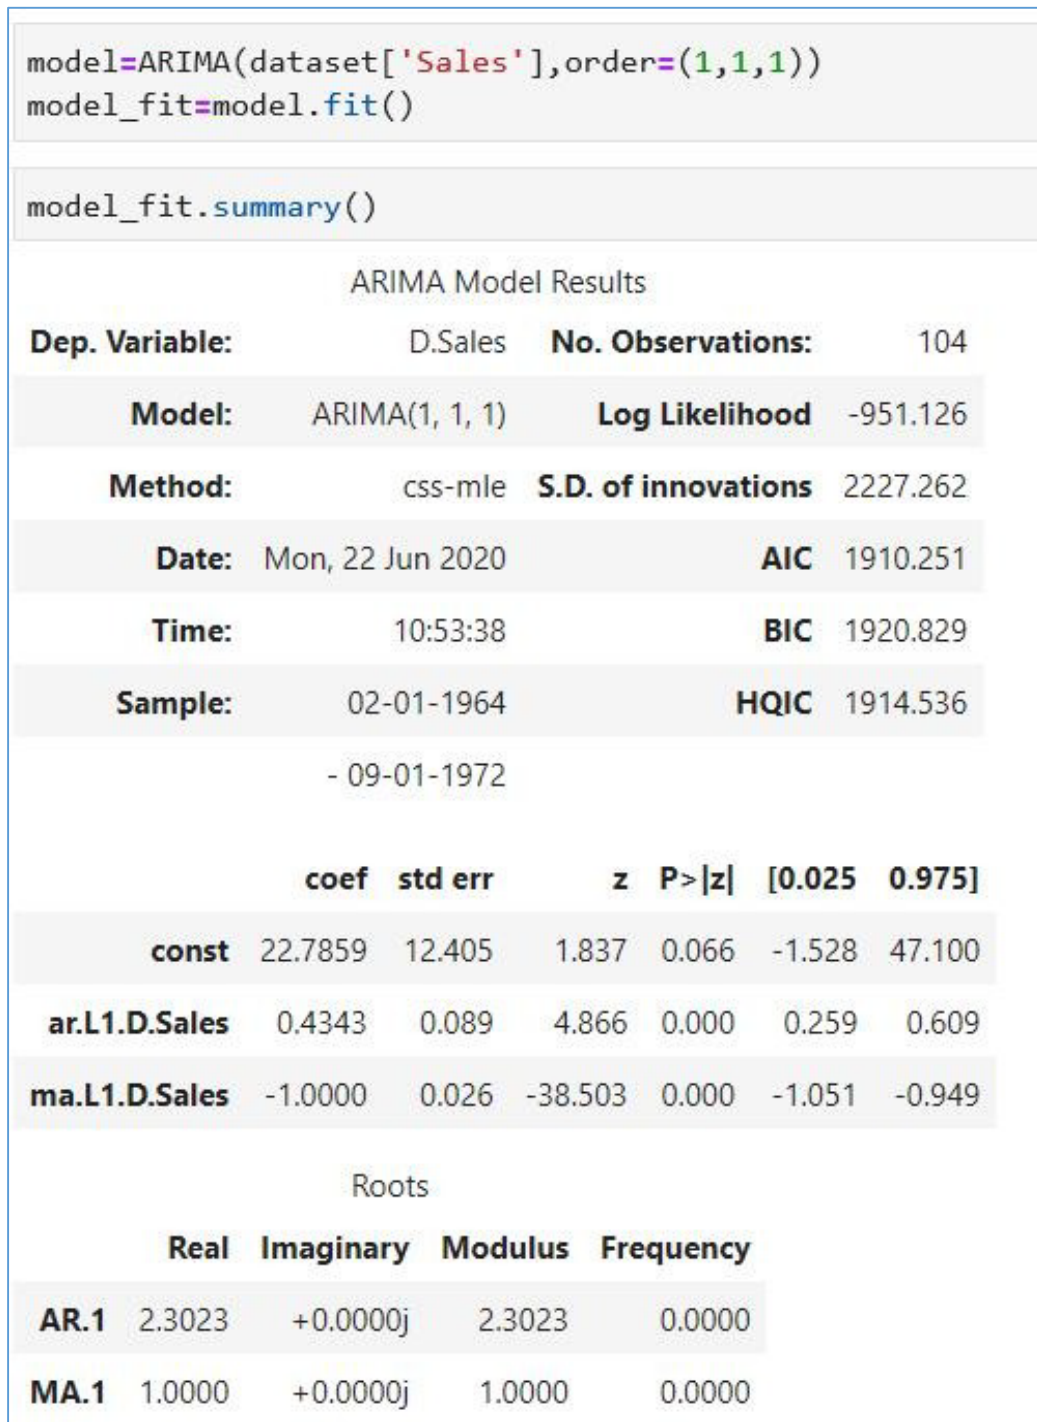 model=ARIMA(dataset['Sales'],order=(1,1,1))
model_fit=model.fit()
model_fit.summary()
ARIMA Model Results
Dep. Variable: D.Sales No. Observations: 104
Model: ARIMA(1, 1, 1) Log Likelihood -951.126
Method: css-mle S.D. of innovations 2227.262
Date: Mon, 22 Jun 2020 AIC 1910.251
Time: 10:53:38 BIC 1920.829
Sample: 02-01-1964 HQIC 1914.536
- 09-01-1972
coef std err z P>|z| [0.025 0.975]
const 22.7859 12.405 1.837 0.066 -1.528 47.100
ar.L1.D.Sales 0.4343 0.089 4.866 0.000 0.259 0.609
ma.L1.D.Sales -1.0000 0.026 -38.503 0.000 -1.051 -0.949
Roots
Real Imaginary Modulus Frequency
AR.1 2.3023 +0.0000j 2.3023 0.0000
MA.1 1.0000 +0.0000j 1.0000 0.0000